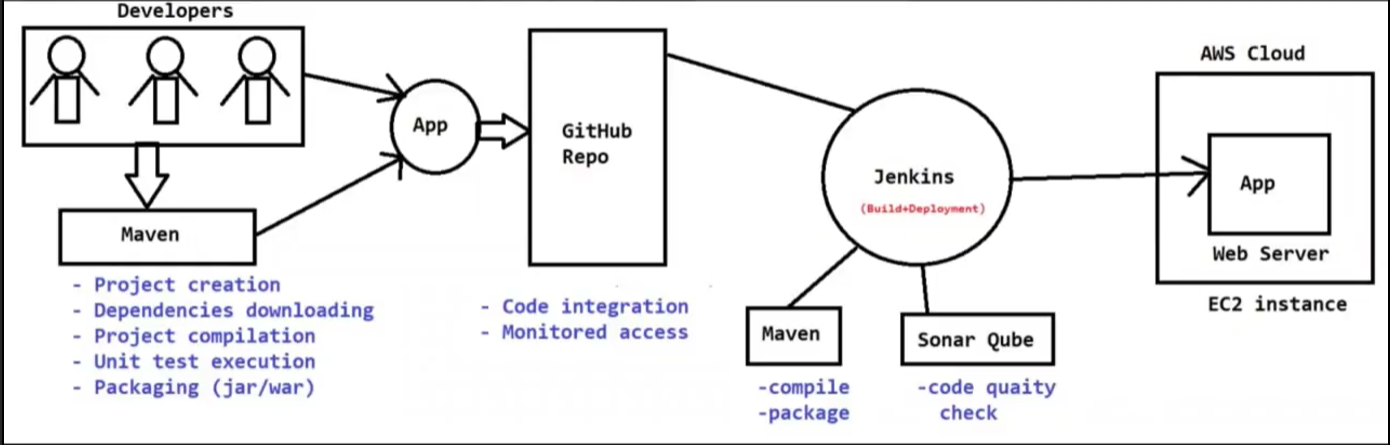 Developers
App
Maven
- Project creation
- Dependencies downloading
- Project compilation
- Unit test execution
- Packaging (jar/war)
GitHub
Repo
- Code integration
- Monitored access
Jenkins
(Build+Deployment)
Maven
-compile
-package
Sonar Qube
-code quaity
check
AWS Cloud
App
Web Server
EC2 instance